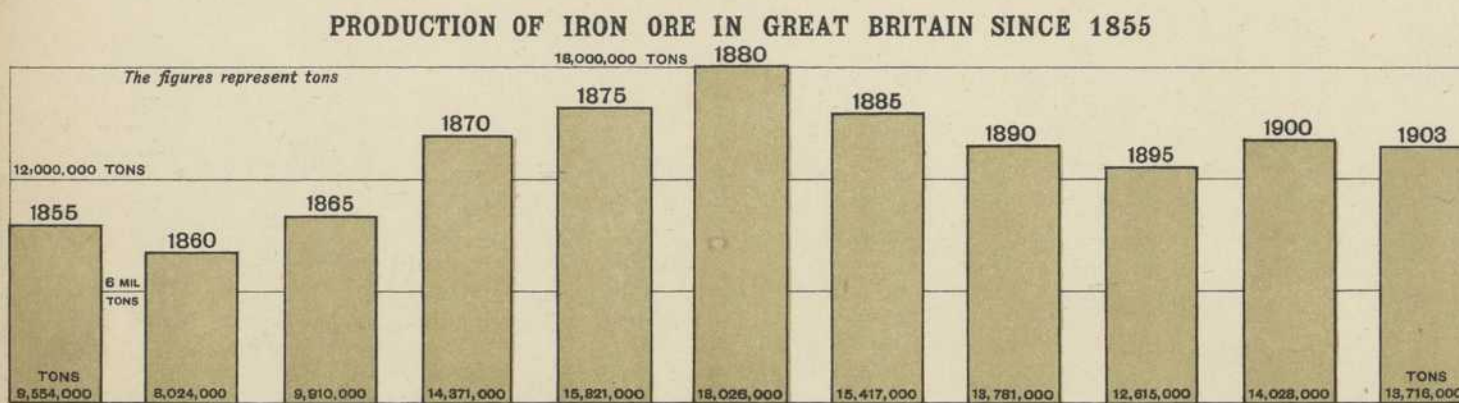 PRODUCTION OF IRON ORE IN GREAT BRITAIN SINCE 1855
18,000,000 TONS
The figures represent tons
12,000,000 TONS
6 MIL
TONS
1855
1860
1865
1870
1875
1880
1885
1890
1895
1900
1903
TONS
9,554,000
8,024,000
9,910,000
14,371,000
15,821,000
18,026,000
15,417,000
13,781,000
12,615,000
14,028,000
TONS
13,716,000